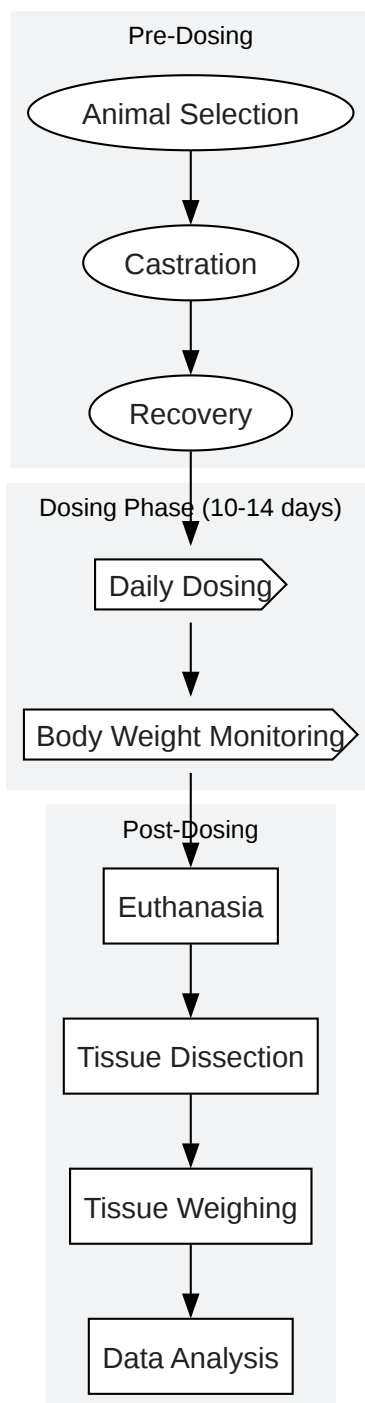 Pre-Dosing
Animal Selection
Castration
Recovery
Dosing Phase (10-14 days)
Daily Dosing
Body Weight Monitoring
Post-Dosing
Euthanasia
Tissue Dissection
Tissue Weighing
Data Analysis